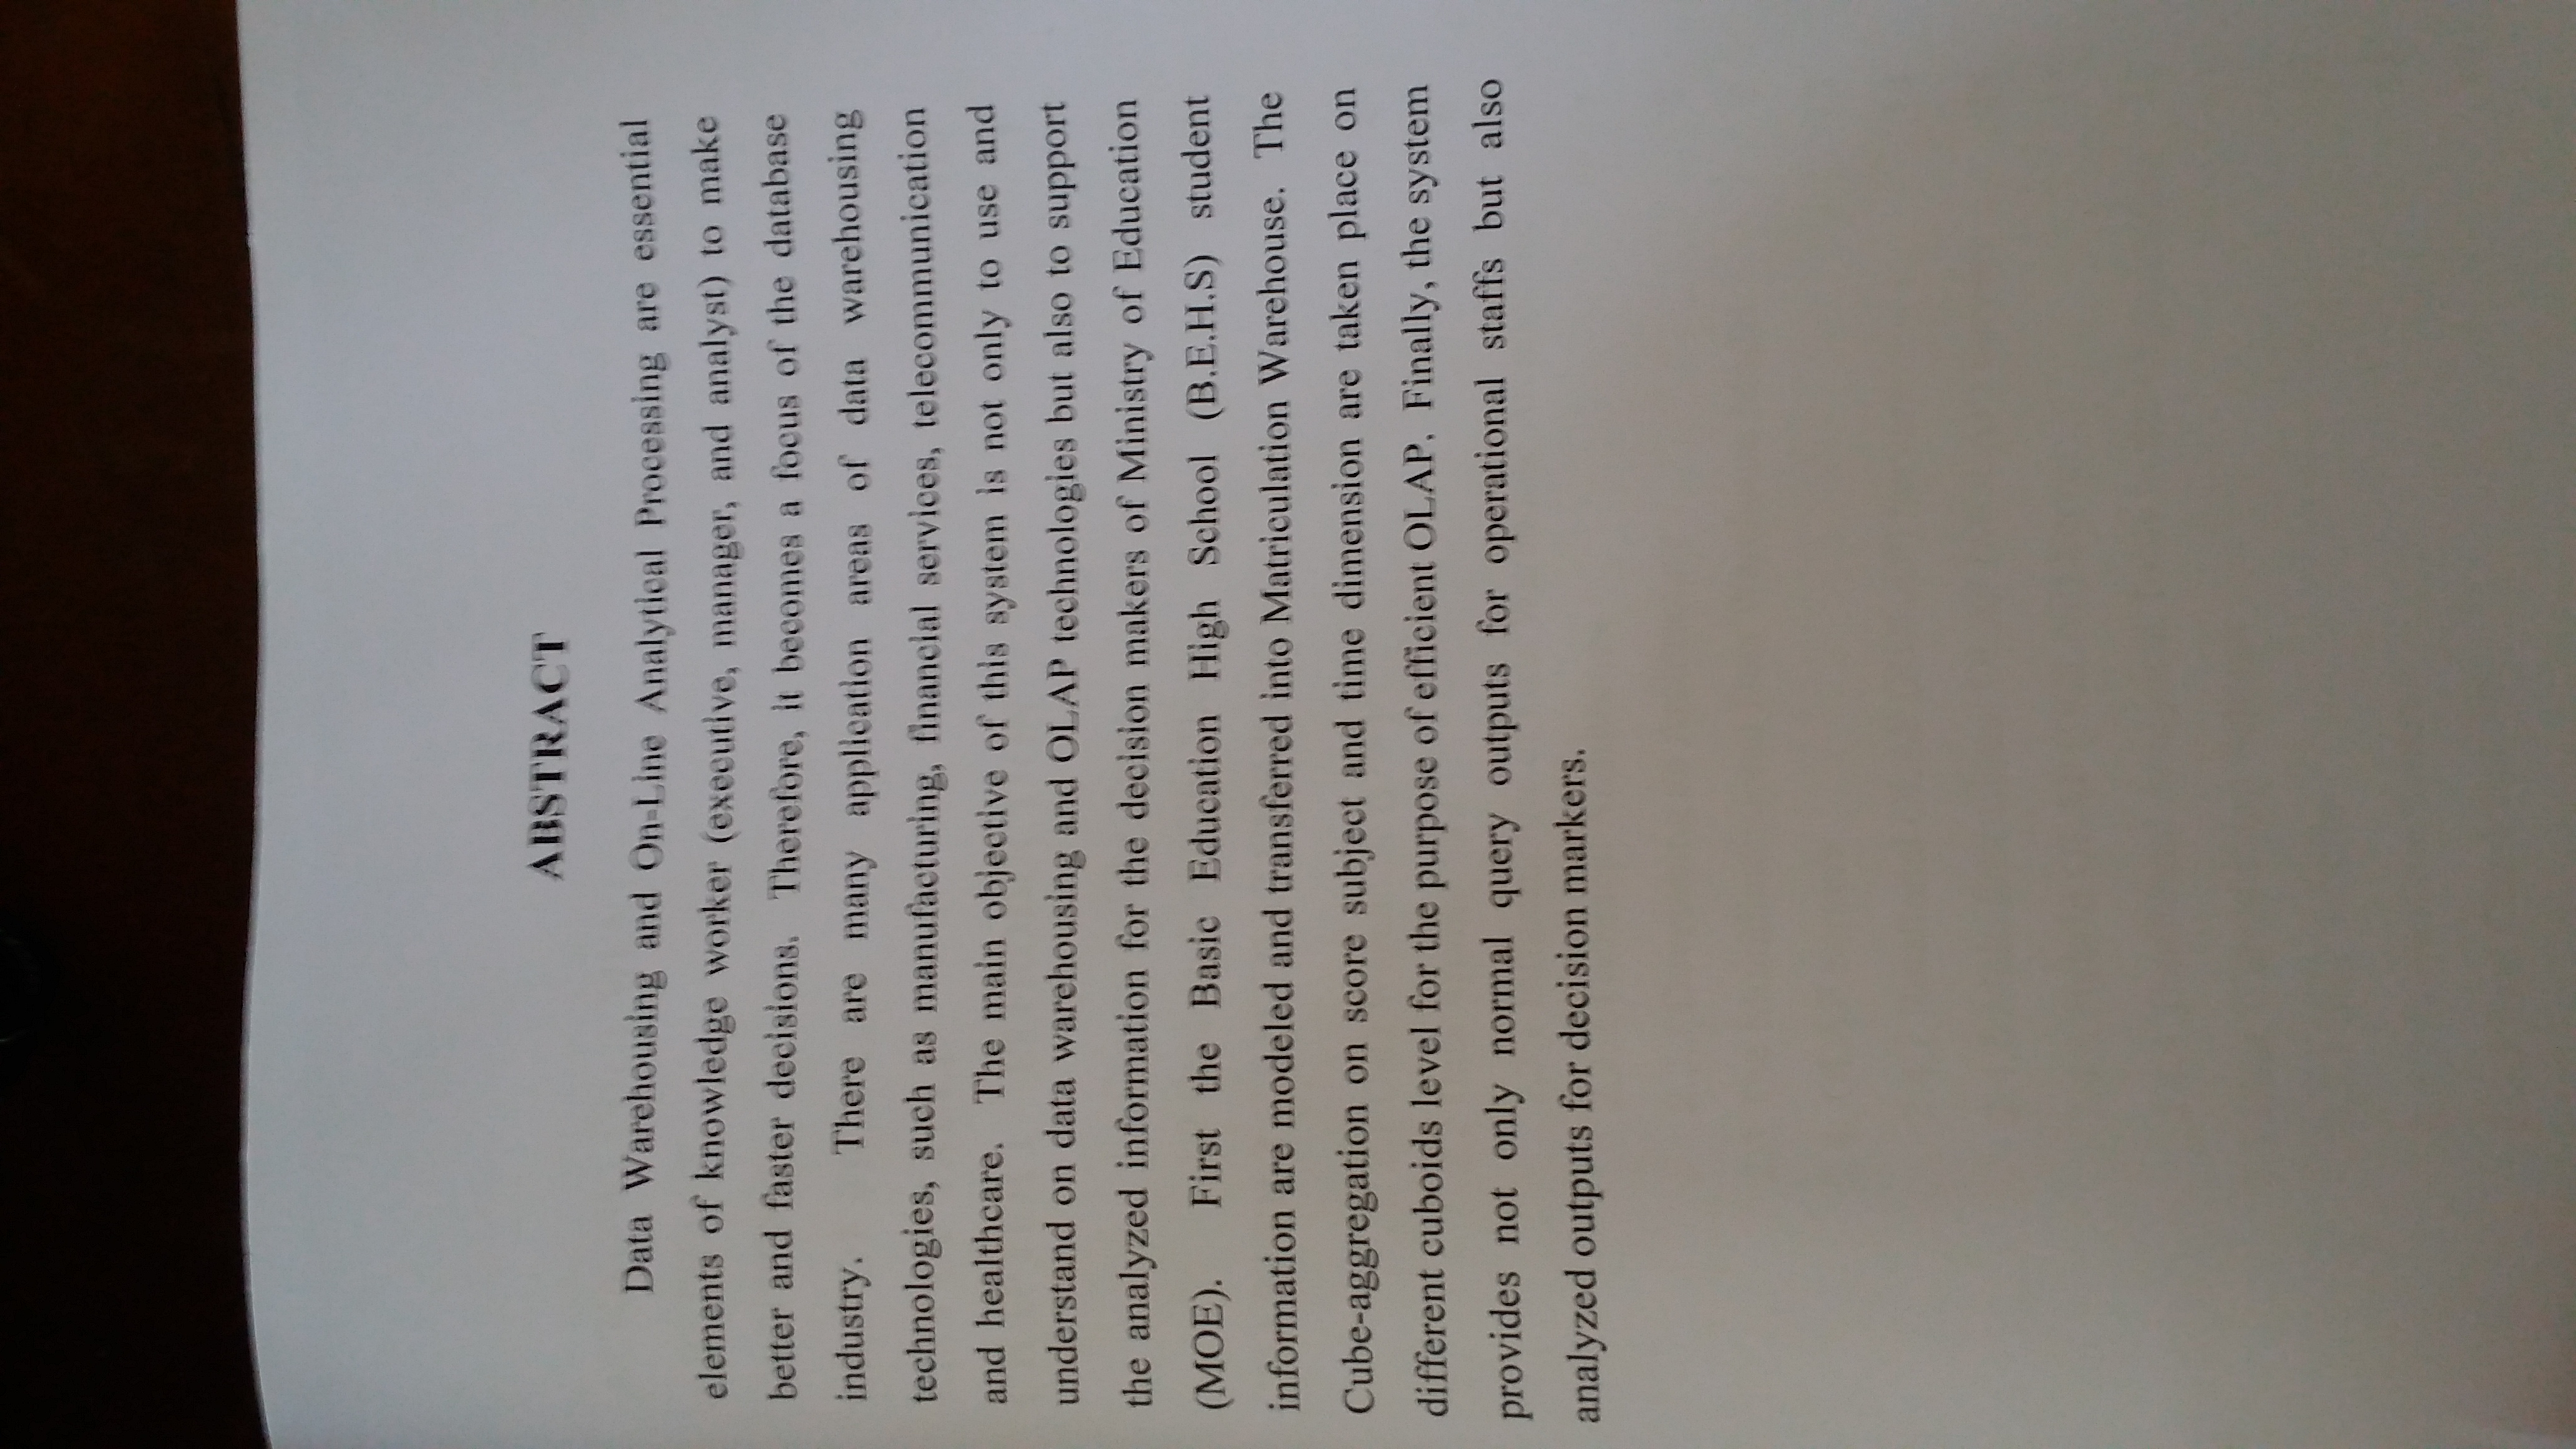 ABSTRACT
Data Warehousing and On-Line Analytical Processing are essential
elements of knowledge worker (executive, manager, and analyst) to make
better and faster decisions. Therefore, it becomes a focus of the database
industry. There are many application areas of data warehousing
technologies, such as manufacturing, financial services, telecommunication
and healthcare. The main objective of this system is not only to use and
understand on data warehousing and OLAP technologies but also to support
the analyzed information for the decision makers of Ministry of Education
(MOE). First the Basic Education High School (B.E.H.S) student
information are modeled and transferred into Matriculation Warehouse. The
Cube-aggregation on score subject and time dimension are taken place on
different cuboids level for the purpose of efficient OLAP. Finally, the system
provides not only normal query outputs for operational staffs but also
analyzed outputs for decision markers.